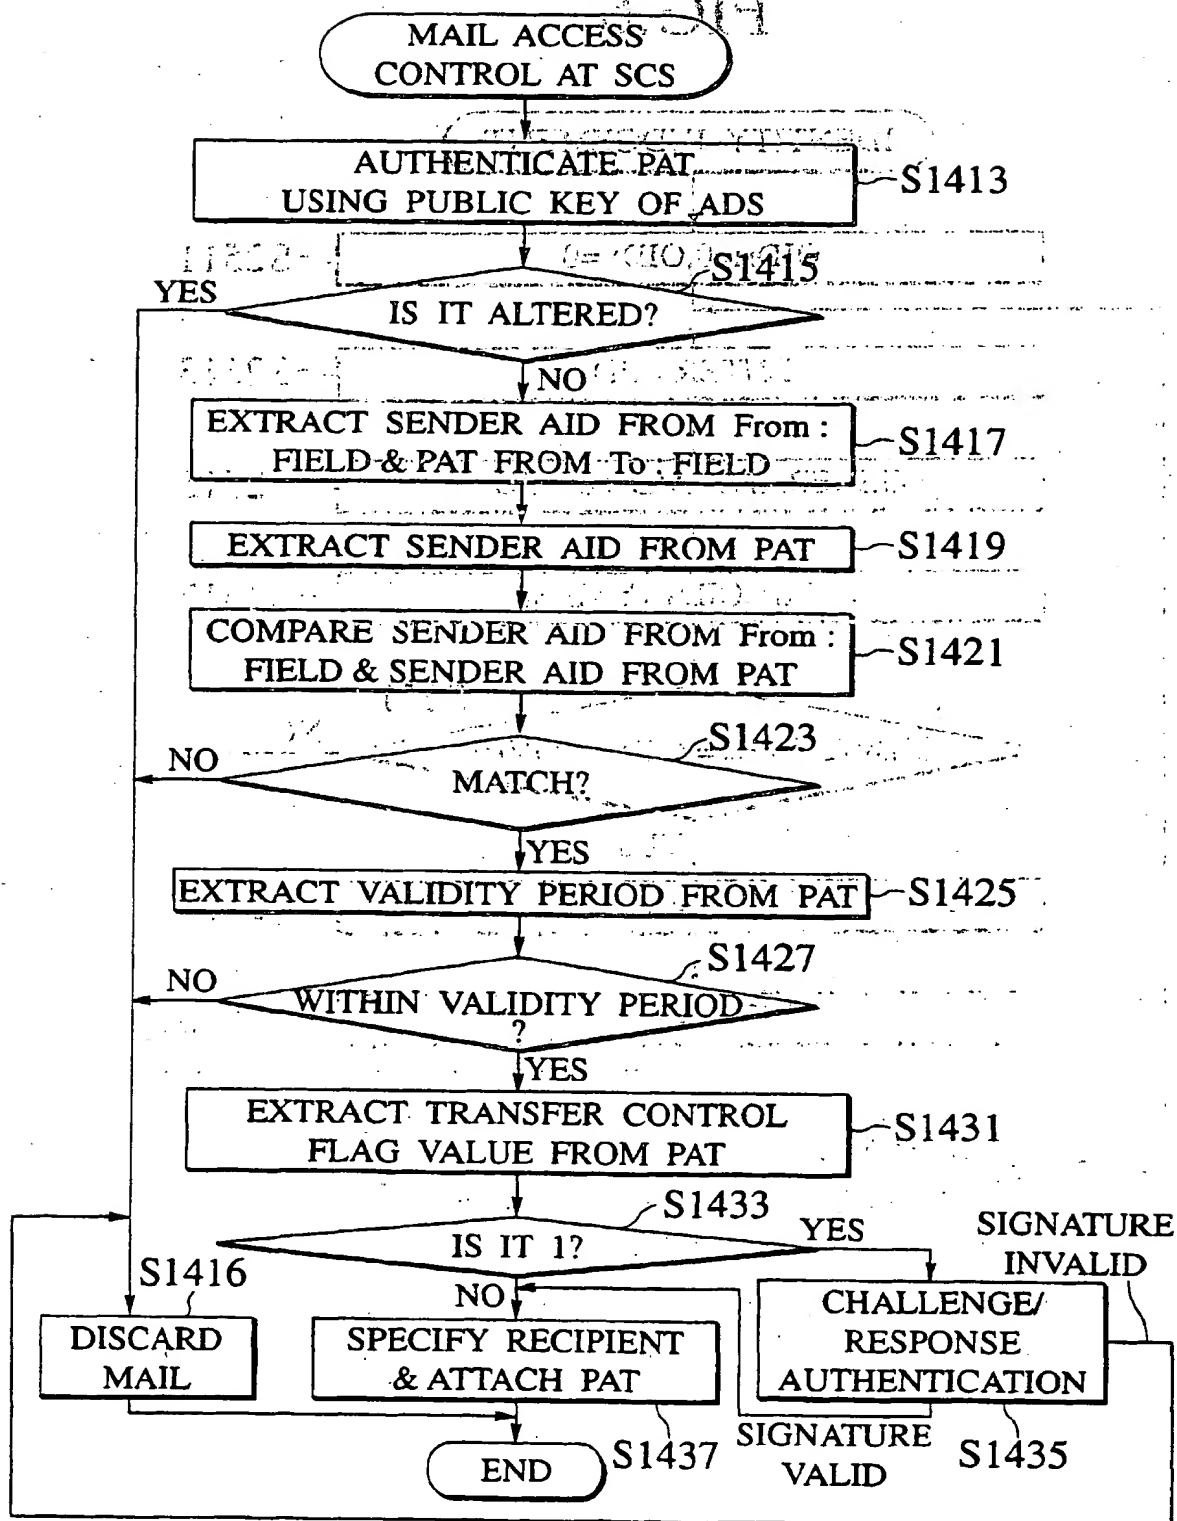 MAIL ACCESS
CONTROL AT SCS
AUTHENTICATE PAT
USING PUBLIC KEY OF ADS
S1413
S1415
YES
IS IT ALTERED?
NO
EXTRACT SENDER AID FROM From :
FIELD & PAT FROM To : FIELD
S1417
EXTRACT SENDER AID FROM PAT
S1419
COMPARE SENDER AID FROM From :
FIELD & SENDER AID FROM PAT
S1421
S1423
NO
MATCH?
YES
EXTRACT VALIDITY PERIOD FROM PAT
S1425
S1427
NO
WITHIN VALIDITY PERIOD
?
YES
EXTRACT TRANSFER CONTROL
FLAG VALUE FROM PAT
S1431
S1433
IS IT 1?
YES
SIGNATURE
INVALID
S1416
NO
DISCARD
MAIL
SPECIFY RECIPIENT
& ATTACH PAT
CHALLENGE/
RESPONSE
AUTHENTICATION
END
S1437
SIGNATURE
VALID
S1435